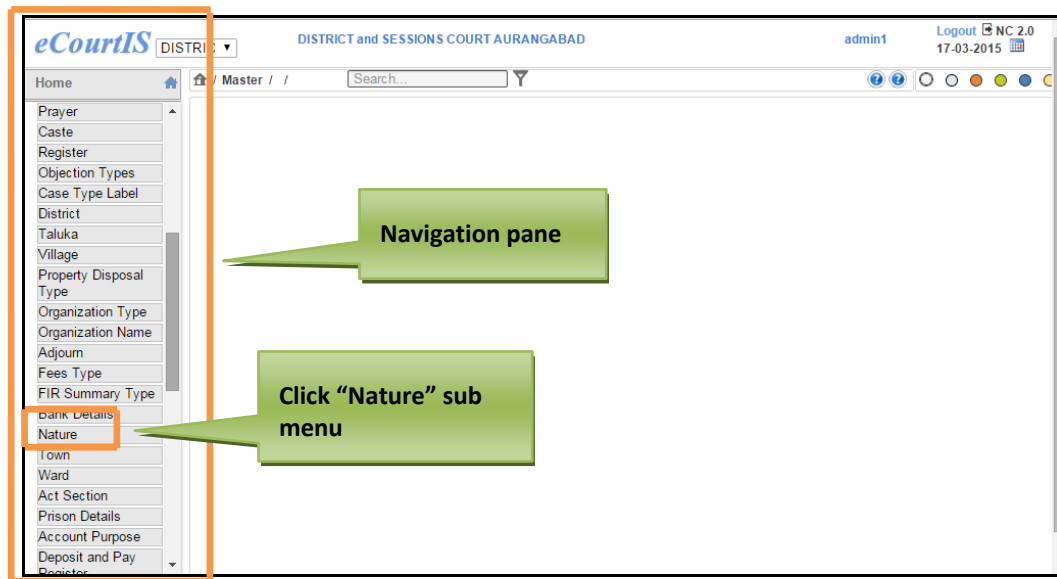 eCourtIS DISTRIC DISTRICT and SESSIONS COURT AURANGABAD admin1 Logout NC 2.0
17-03-2015
Home / Master / / Search...
Prayer
Caste
Register
Objection Types
Case Type Label
District
Taluka
Navigation pane
Village
Property Disposal
Type
Organization Type
Organization Name
Adjourn
Fees Type
FIR Summary Type
Click “Nature” sub
menu
Bank Details
Nature
Town
Ward
Act Section
Prison Details
Account Purpose
Deposit and Pay
Register